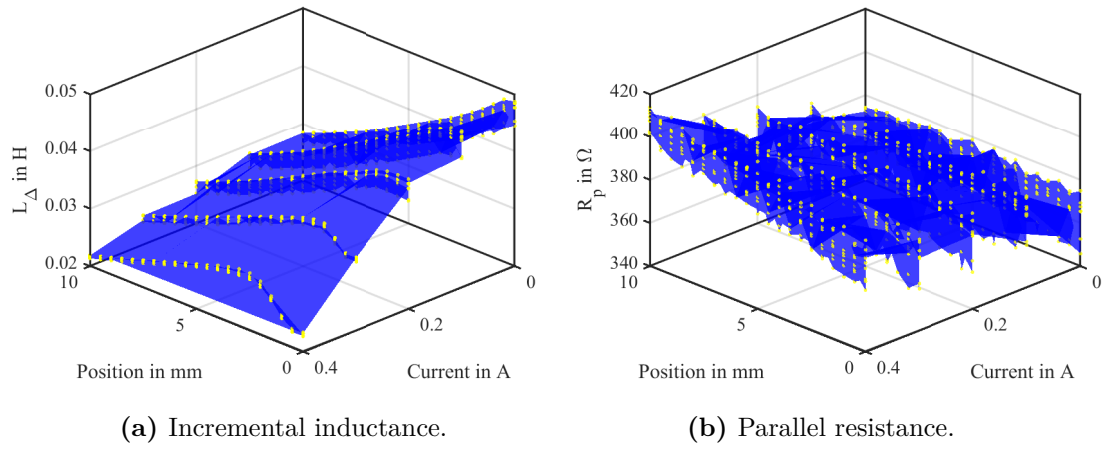 0.05
0.04
0.03
0.02
L_Δ in H
10
5
0
Position in mm
0.4
0.2
0
Current in A
(a) Incremental inductance.
420
400
380
360
340
R_p in Ω
10
5
0
Position in mm
0.4
0.2
0
Current in A
(b) Parallel resistance.